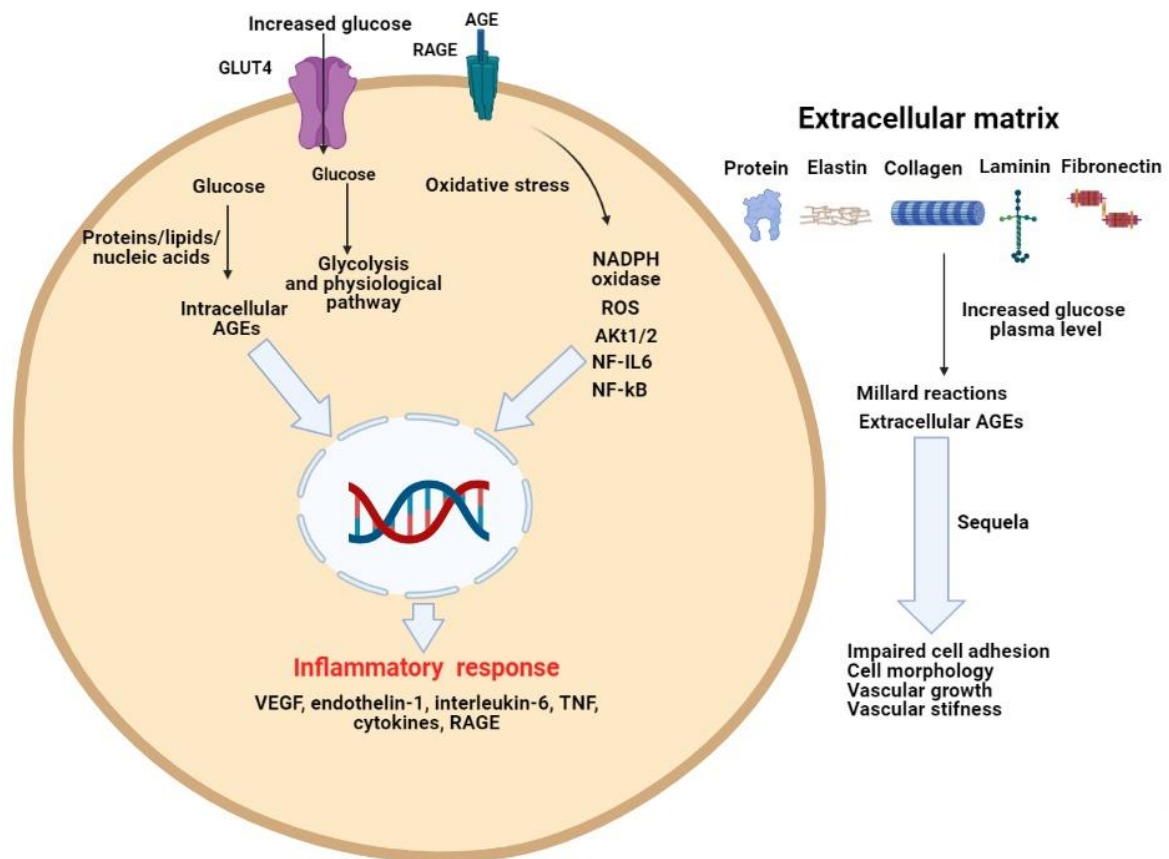 Increased glucose
GLUT4
AGE
RAGE
Glucose
Proteins/lipids/
nucleic acids
Intracellular
AGEs
Glucose
Glycolysis
and physiological
pathway
Oxidative stress
NADPH
oxidase
ROS
AKt1/2
NF-IL6
NF-kB
Inflammatory response
VEGF, endothelin-1, interleukin-6, TNF,
cytokines, RAGE
Extracellular matrix
Protein Elastin Collagen Laminin Fibronectin
Increased glucose
plasma level
Millard reactions
Extracellular AGEs
Sequela
Impaired cell adhesion
Cell morphology
Vascular growth
Vascular stifness